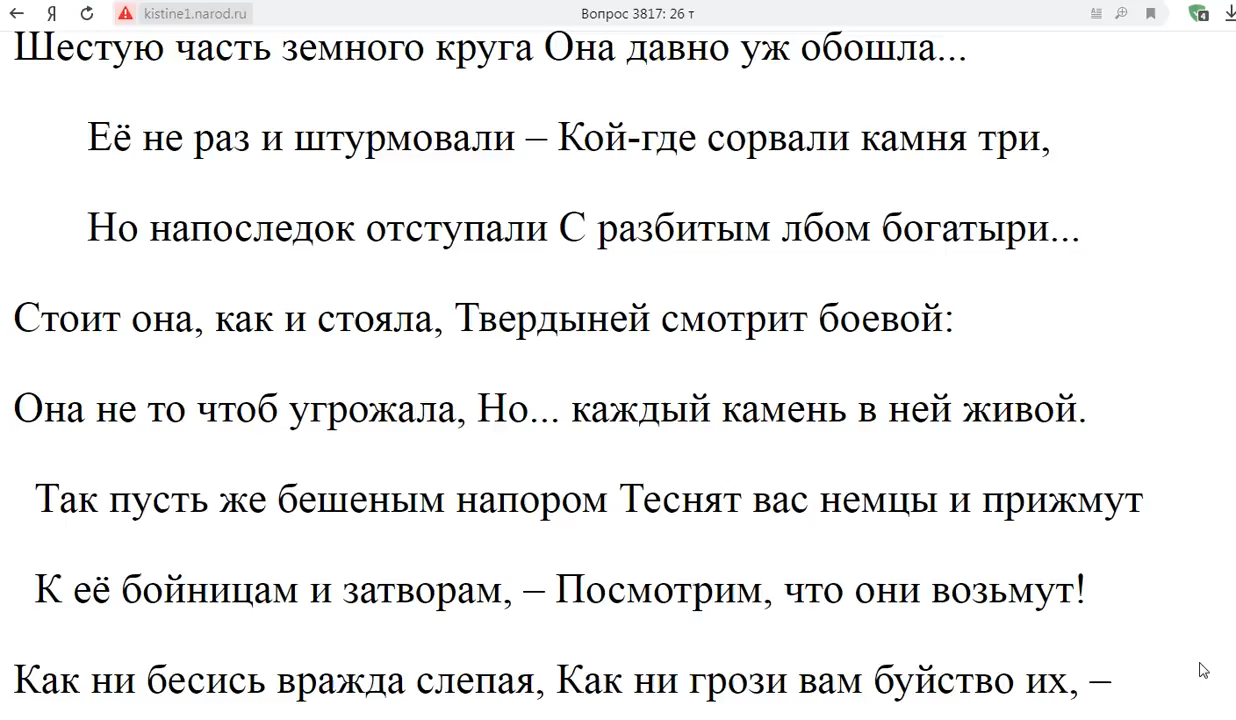 kistine1.narod.ru
Вопрос 3817: 26 т
4
Шестую часть земного круга Она давно уж обошла...
Её не раз и штурмовали – Кой-где сорвали камня три,
Но напоследок отступали С разбитым лбом богатыри...
Стоит она, как и стояла, Твердыней смотрит боевой:
Она не то чтоб угрожала, Но... каждый камень в ней живой.
Так пусть же бешеным напором Теснят вас немцы и прижмут
К её бойницам и затворам, – Посмотрим, что они возьмут!
Как ни бесись вражда слепая, Как ни грози вам буйство их, –